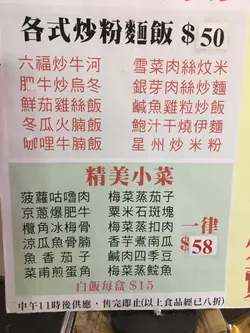 各式炒粉麵飯 $50
六福炒牛河 雪菜肉絲炆米
肥牛炒烏冬 銀芽肉絲炒麵
鮮茄雞絲飯 鹹魚雞粒炒飯
冬瓜火腩飯 鮑汁干燒伊麵
咖哩牛腩飯 星州炒米粉
精美小菜
菠蘿咕嚕肉 梅菜蒸茄子
京蔥爆肥牛 粟米石斑塊
欖角冰梅骨 梅菜蒸扣肉
涼瓜魚骨腩 香芋煮南瓜
魚香茄子 鹹肉四季豆
菜甫煎蛋角 梅菜蒸鯇魚
一律
$58
白飯每盒 $15
中午11時後供應，售完即止(以上食品經已八折)